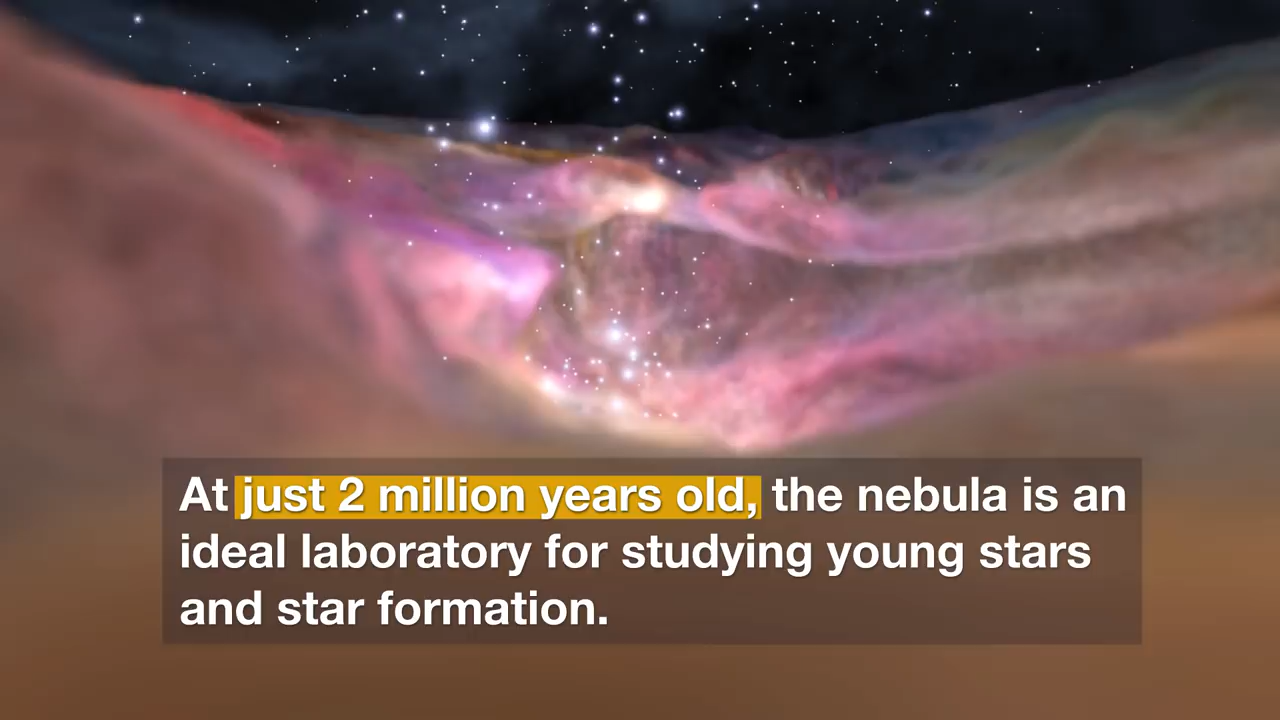 At just 2 million years old, the nebula is an
ideal laboratory for studying young stars
and star formation.